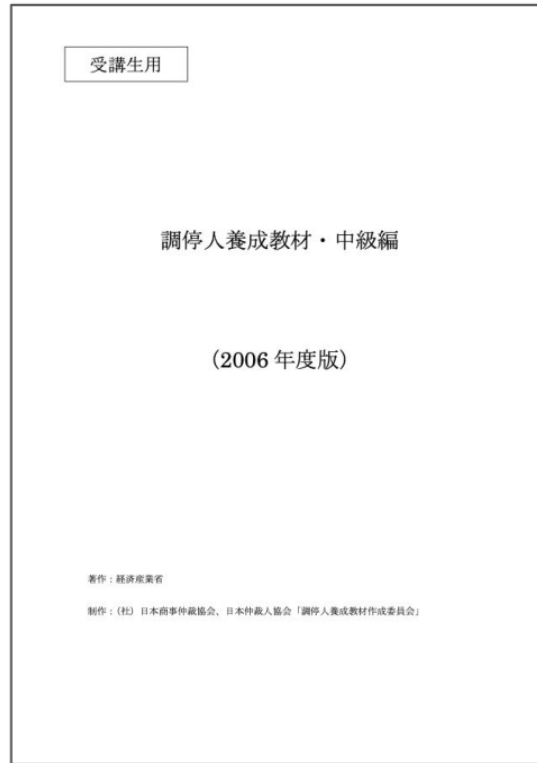 受講生用
調停人養成教材・中級編
(2006 年度版)
著作:経済産業省
制作:(社) 日本商事仲裁協会、日本仲裁人協会「調停人養成教材作成委員会」